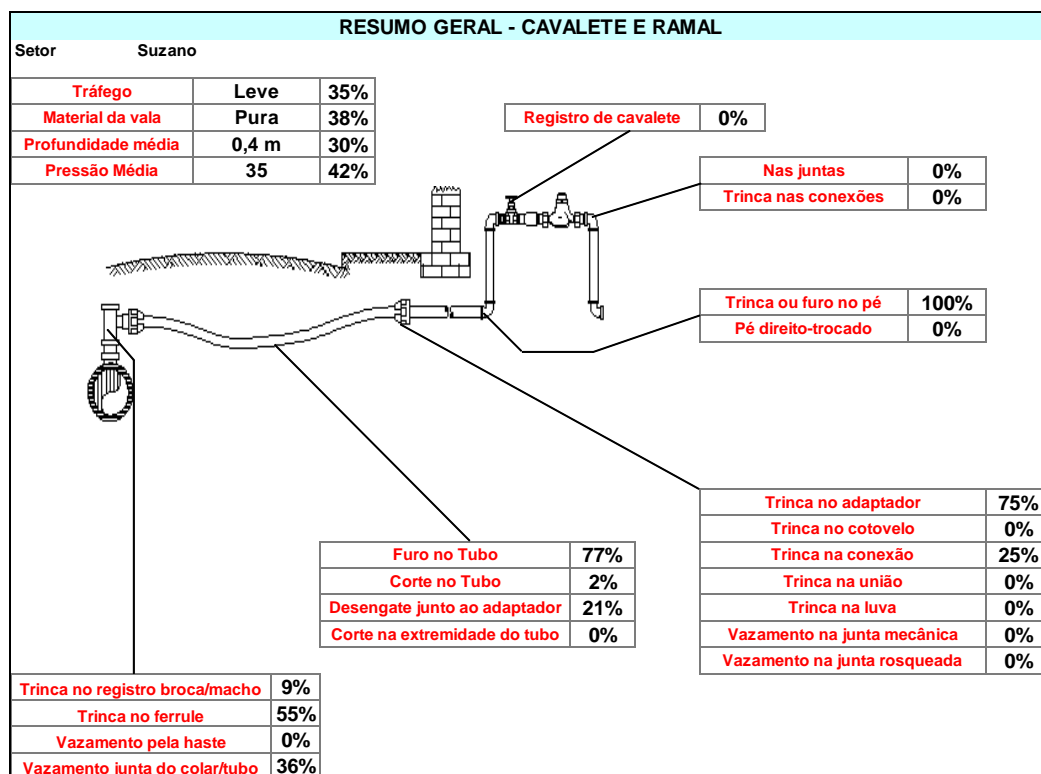 RESUMO GERAL - CAVALETE E RAMAL
Setor Suzano
Tráfego Leve 35%
Material da vala Pura 38%
Profundidade média 0,4 m 30%
Pressão Média 35 42%
Registro de cavalete 0%
Nas juntas 0%
Trinca nas conexões 0%
Trinca ou furo no pé 100%
Pé direito-trocado 0%
Trinca no adaptador 75%
Trinca no cotovelo 0%
Trinca na conexão 25%
Trinca na união 0%
Trinca na luva 0%
Vazamento na junta mecânica 0%
Vazamento na junta rosqueada 0%
Furo no Tubo 77%
Corte no Tubo 2%
Desengate junto ao adaptador 21%
Corte na extremidade do tubo 0%
Trinca no registro broca/macho 9%
Trinca no ferrule 55%
Vazamento pela haste 0%
Vazamento junta do colar/tubo 36%